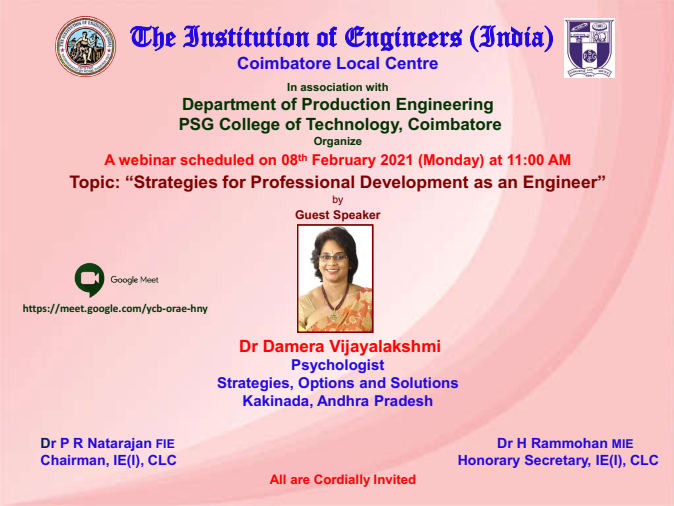 The Institution of Engineers (India)
Coimbatore Local Centre
In association with
Department of Production Engineering
PSG College of Technology, Coimbatore
Organize
A webinar scheduled on 08th February 2021 (Monday) at 11:00 AM
Topic: “Strategies for Professional Development as an Engineer”
by
Guest Speaker
Google Meet
https://meet.google.com/ycb-orae-hny
Dr Damera Vijayalakshmi
Psychologist
Strategies, Options and Solutions
Kakinada, Andhra Pradesh
Dr P R Natarajan FIE
Chairman, IE(I), CLC
Dr H Rammohan MIE
Honorary Secretary, IE(I), CLC
All are Cordially Invited